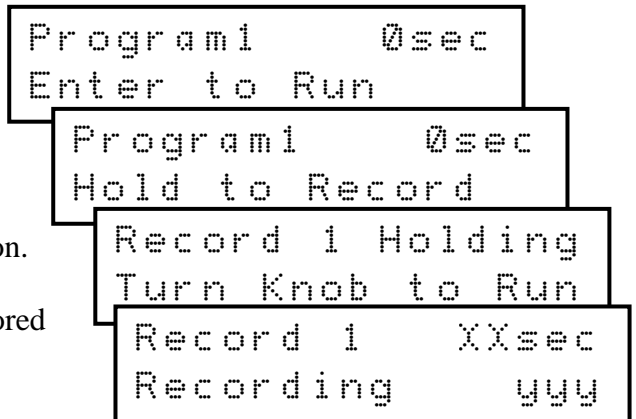 Program1 0sec
Enter to Run
Program1 0sec
Hold to Record
Record 1 Holding
Turn Knob to Run
Record 1 XXsec
Recording yyy